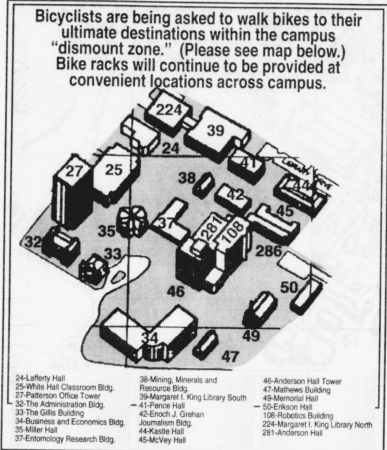 Bicyclists are being asked to walk bikes to their
ultimate destinations within the campus
"dismount zone." (Please see map below.)
Bike racks will continue to be provided at
convenient locations across campus.
224
39
24
41
27
25
38
44
42
45
35
37
281
108
32
33
286
46
50
49
34
47
24-Lafferty Hall
25-White Hall Classroom Bldg.
27-Patterson Office Tower
32-The Administration Bldg.
33-The Gillis Building
34-Business and Economics Bldg.
35-Miller Hall
37-Entomology Research Bldg.
38-Mining, Minerals and
Resource Bldg.
39-Margaret I. King Library South
41-Pence Hall
42-Enoch J. Grehan
Journalism Bldg.
44-Kastle Hall
45-McVey Hall
46-Anderson Hall Tower
47-Mathews Building
49-Memorial Hall
50-Erikson Hall
108-Robotics Building
224-Margaret I. King Library North
281-Anderson Hall